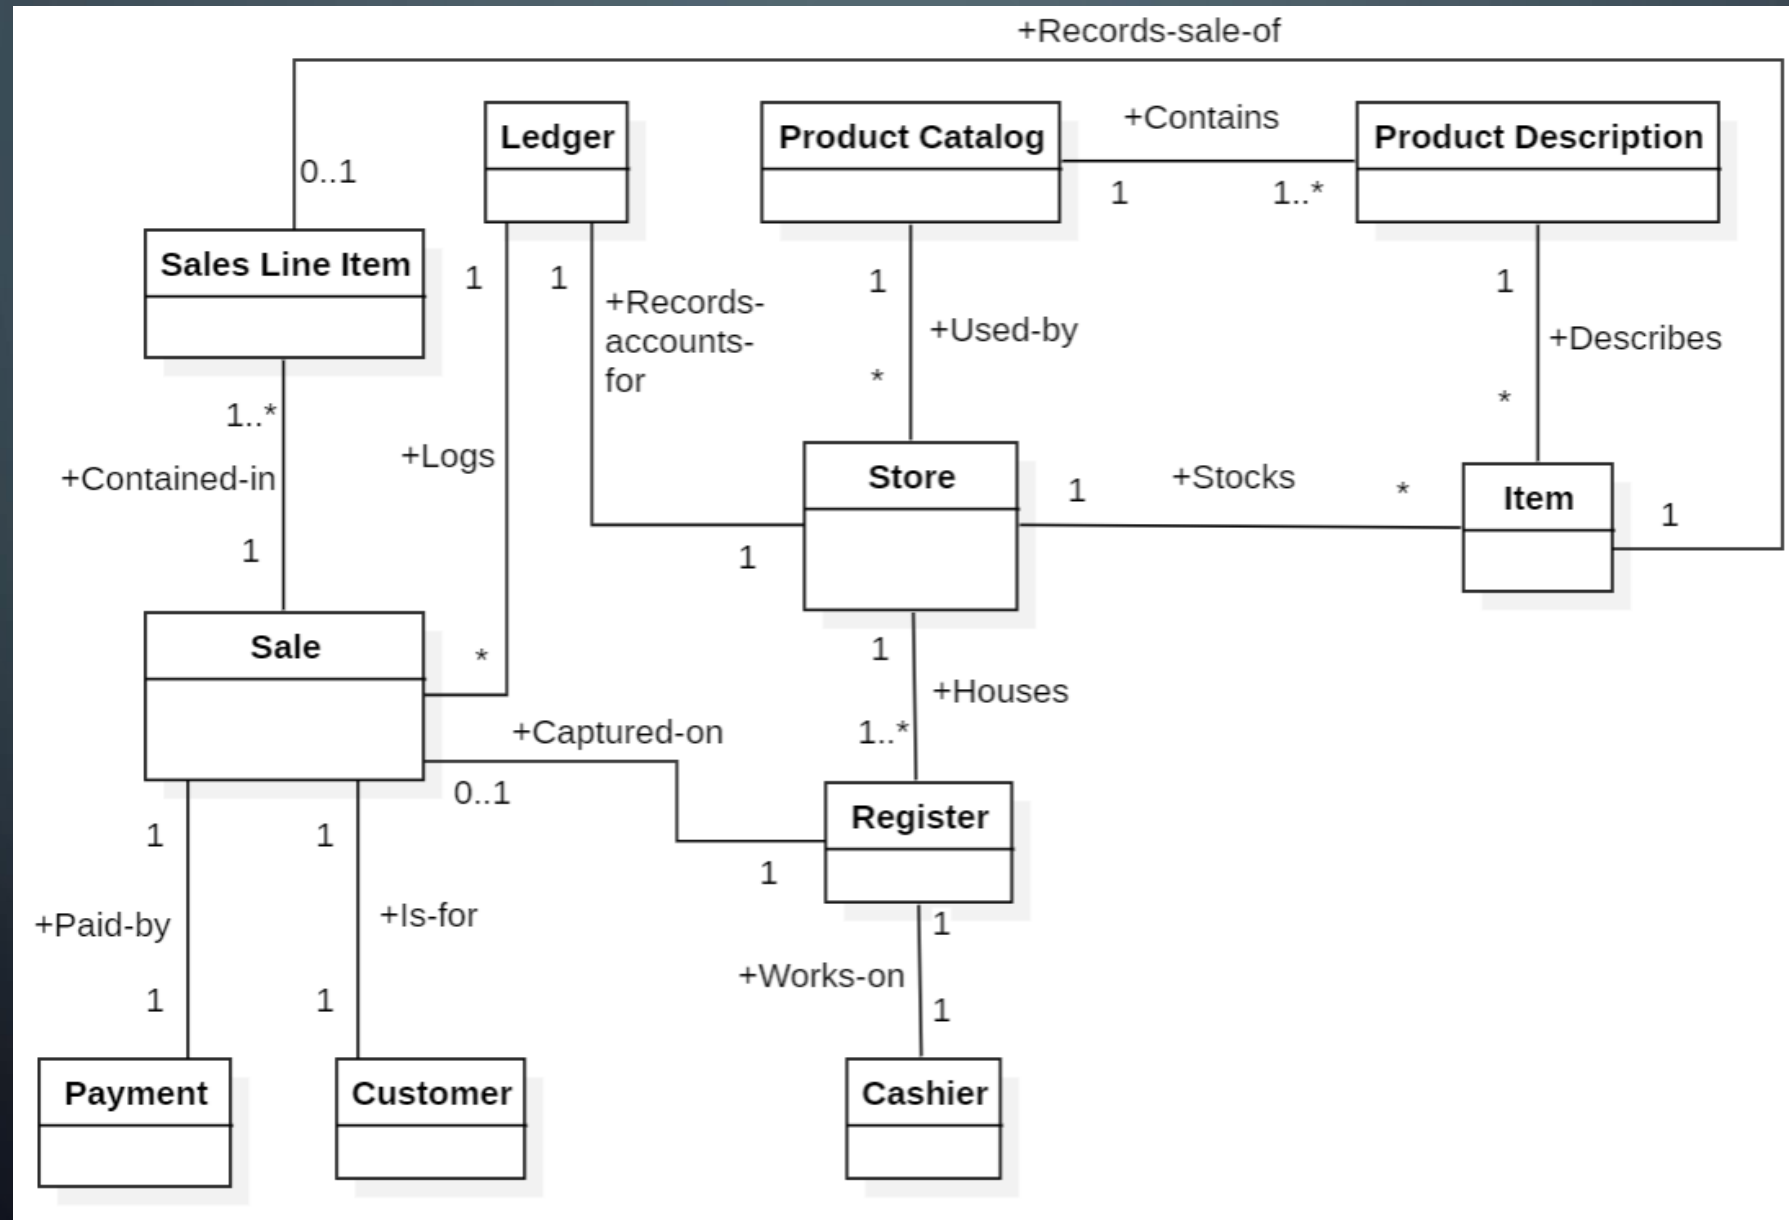 +Records-sale-of
Ledger
Product Catalog
+Contains
Product Description
0..1
1
1..*
Sales Line Item
1
1
+Records-
accounts-
for
1
+Used-by
*
1
+Describes
*
1..*
+Contained-in
1
+Logs
*
Store
1
+Stocks
*
Item
1
1
Sale
1
+Houses
1..*
+Captured-on
0..1
1
Register
1
1
+Paid-by
+Is-for
1
+Works-on
1
1
1
Payment
Customer
Cashier